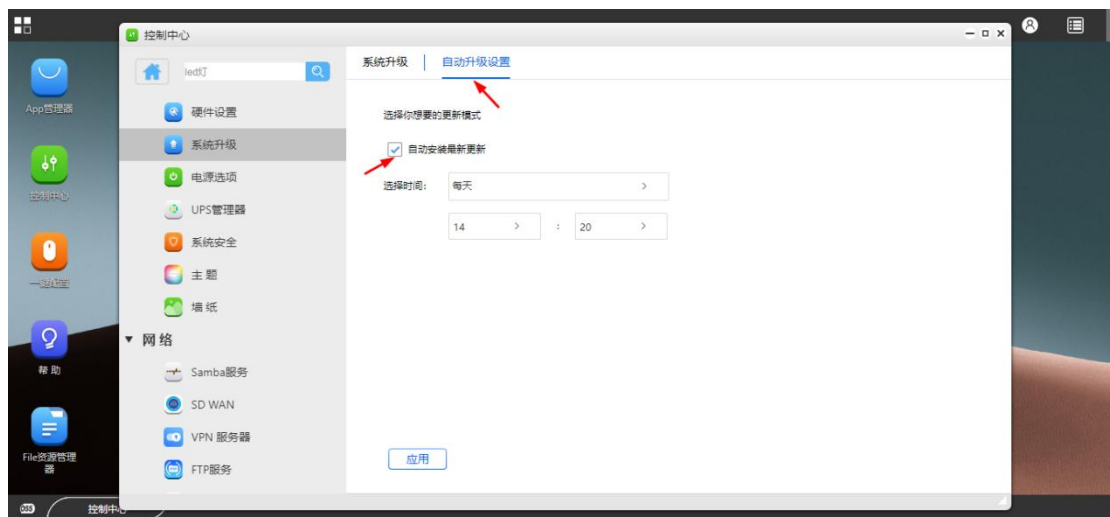 控制中心
App管理器
控制中心
一键配置
帮 助
File资源管理
器
led灯
硬件设置
系统升级
电源选项
UPS管理器
系统安全
主 题
墙 纸
网 络
Samba服务
SD WAN
VPN 服务器
FTP服务
系统升级
自动升级设置
选择你想要的更新模式
自动安装最新更新
选择时间:
每天
14 : 20
应用
控制中心